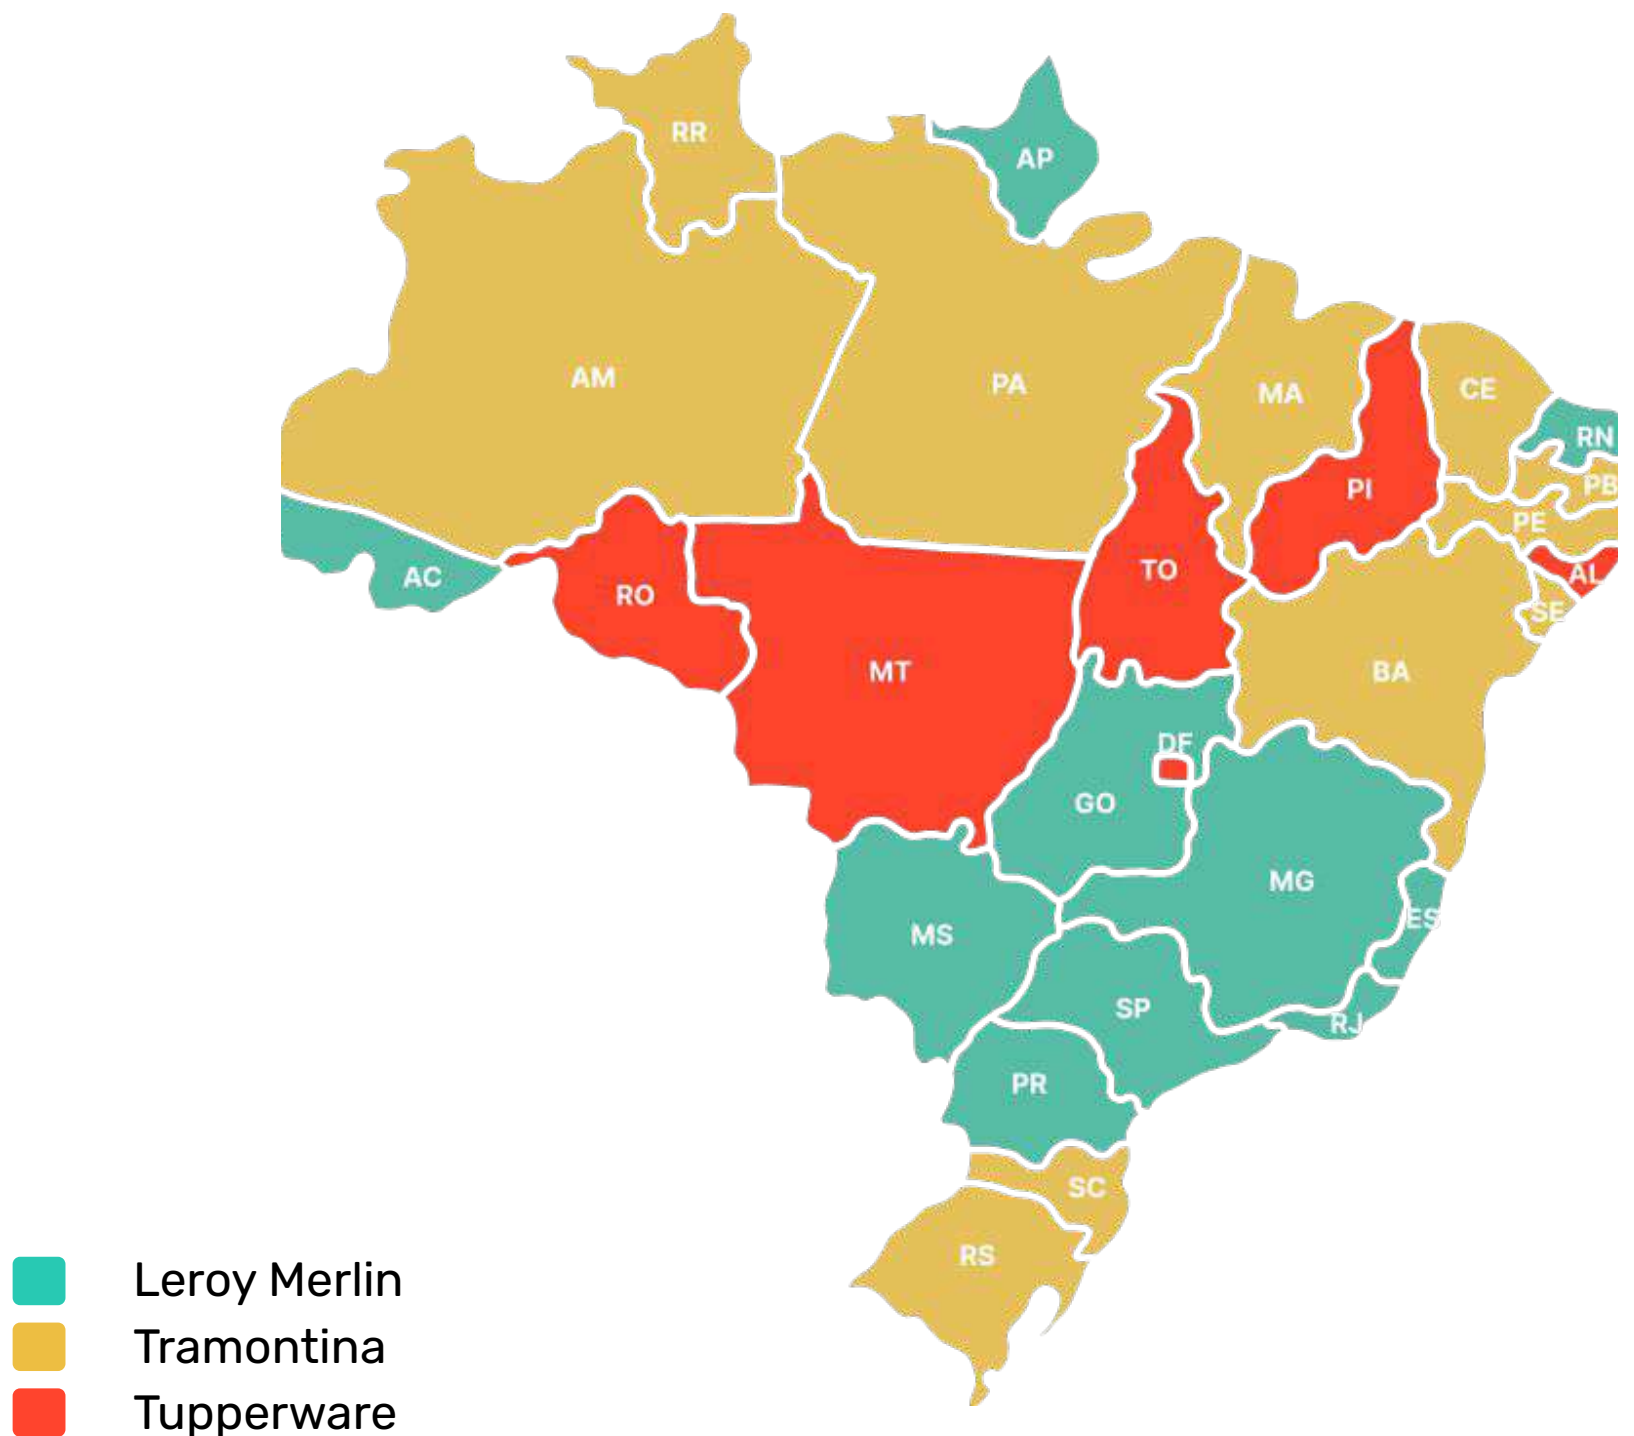 RR
AP
AM
PA
MA
CE
RN
PI
PB
PE
AC
RO
TO
AL
SE
MT
BA
DF
GO
MG
ES
MS
SP
RJ
PR
SC
RS
Leroy Merlin
Tramontina
Tupperware